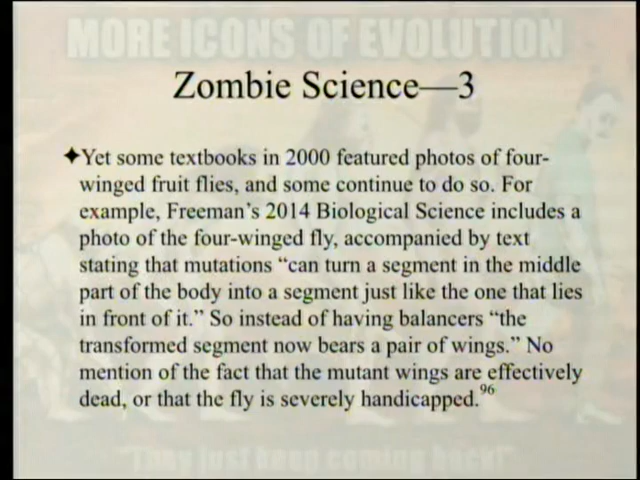 MORE ICONS OF EVOLUTION
Zombie Science—3
✦Yet some textbooks in 2000 featured photos of four-
winged fruit flies, and some continue to do so. For
example, Freeman's 2014 Biological Science includes a
photo of the four-winged fly, accompanied by text
stating that mutations “can turn a segment in the middle
part of the body into a segment just like the one that lies
in front of it.” So instead of having balancers “the
transformed segment now bears a pair of wings.” No
mention of the fact that the mutant wings are effectively
dead, or that the fly is severely handicapped.96
"They just keep coming back!"